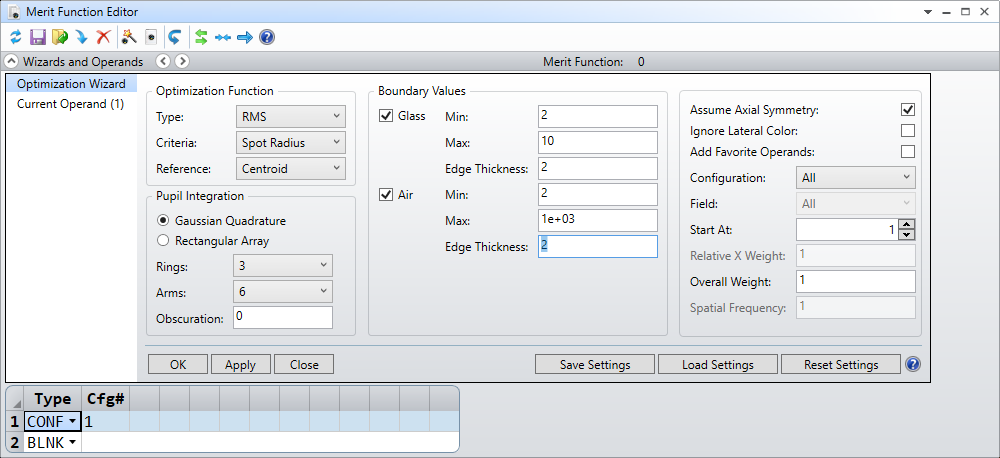 Merit Function Editor
Wizards and Operands
Merit Function: 0
Optimization Wizard
Current Operand (1)
Optimization Function
Type: RMS
Criteria: Spot Radius
Reference: Centroid
Pupil Integration
Gaussian Quadrature
Rectangular Array
Rings: 3
Arms: 6
Obscuration: 0
Boundary Values
Glass Min: 2
Max: 10
Edge Thickness: 2
Air Min: 2
Max: 1e+03
Edge Thickness: 2
Assume Axial Symmetry:
Ignore Lateral Color:
Add Favorite Operands:
Configuration: All
Field: All
Start At: 1
Relative X Weight: 1
Overall Weight: 1
Spatial Frequency: 1
OK Apply Close Save Settings Load Settings Reset Settings
Type Cfg#
1 CONF 1
2 BLNK